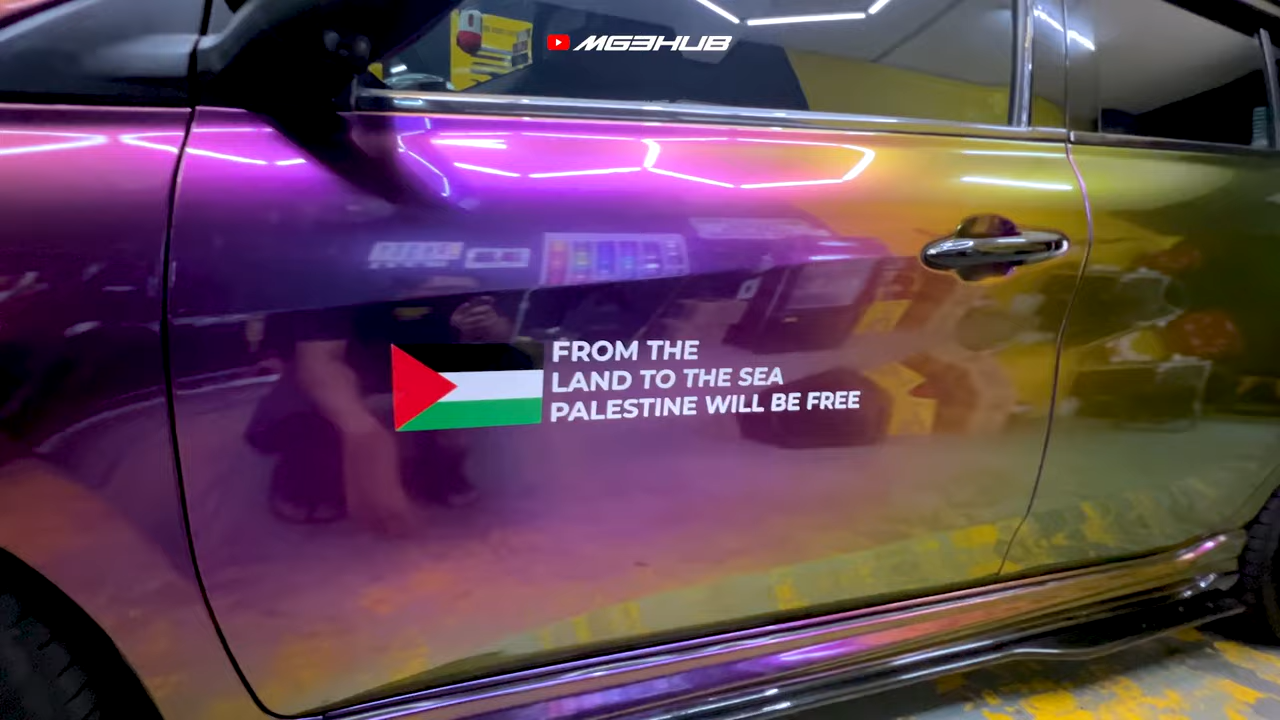 MG3HUB
FROM THE
LAND TO THE SEA
PALESTINE WILL BE FREE